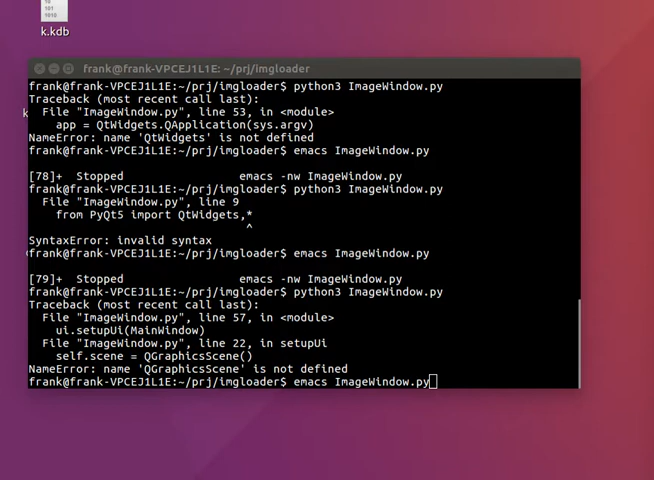 10
101
1010
k.kdb
frank@frank-VPCEJ1L1E: ~/prj/imgloader
k
frank@frank-VPCEJ1L1E:~/prj/imgloader$ python3 ImageWindow.py
Traceback (most recent call last):
  File "ImageWindow.py", line 53, in <module>
    app = QtWidgets.QApplication(sys.argv)
NameError: name 'QtWidgets' is not defined
frank@frank-VPCEJ1L1E:~/prj/imgloader$ emacs ImageWindow.py
[78]+  Stopped                 emacs -nw ImageWindow.py
frank@frank-VPCEJ1L1E:~/prj/imgloader$ python3 ImageWindow.py
  File "ImageWindow.py", line 9
    from PyQt5 import QtWidgets,*
                                ^
SyntaxError: invalid syntax
frank@frank-VPCEJ1L1E:~/prj/imgloader$ emacs ImageWindow.py
[79]+  Stopped                 emacs -nw ImageWindow.py
frank@frank-VPCEJ1L1E:~/prj/imgloader$ python3 ImageWindow.py
Traceback (most recent call last):
  File "ImageWindow.py", line 57, in <module>
    ui.setupUi(MainWindow)
  File "ImageWindow.py", line 22, in setupUi
    self.scene = QGraphicsScene()
NameError: name 'QGraphicsScene' is not defined
frank@frank-VPCEJ1L1E:~/prj/imgloader$ emacs ImageWindow.py